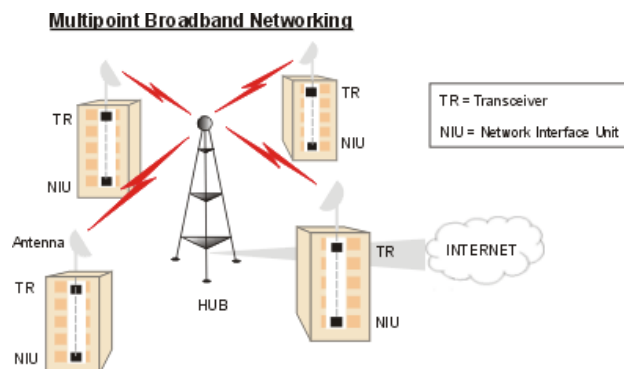 Multipoint Broadband Networking
TR
NIU
TR
NIU
TR = Transceiver
NIU = Network Interface Unit
Antenna
TR
NIU
HUB
TR
NIU
INTERNET